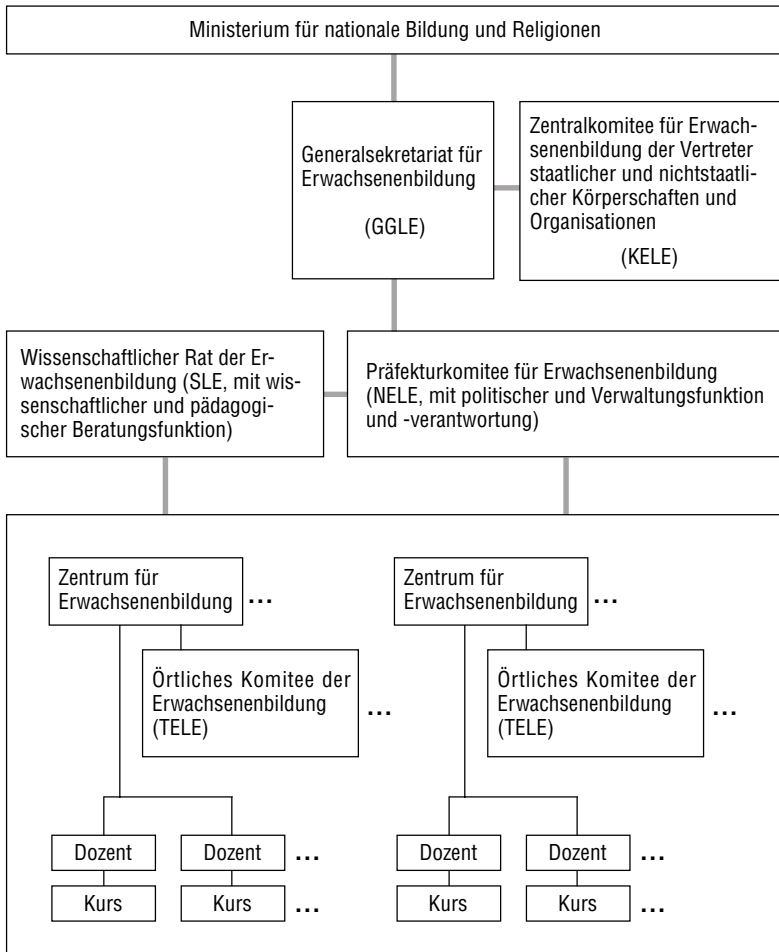 Ministerium für nationale Bildung und Religionen
Generalsekretariat für
Erwachsenenbildung
(GGLE)
Zentralkomitee für Erwach-
senenbildung der Vertreter
staatlicher und nichtstaatli-
cher Körperschaften und
Organisationen
(KELE)
Wissenschaftlicher Rat der Er-
wachsenenbildung (SLE, mit wis-
senschaftlicher und pädagogi-
scher Beratungsfunktion)
Präfekturkomitee für Erwachsenenbildung
(NELE, mit politischer und Verwaltungsfunktion
und -verantwortung)
Zentrum für
Erwachsenenbildung ...
Zentrum für
Erwachsenenbildung ...
Örtliches Komitee der
Erwachsenenbildung
(TELE) ...
Örtliches Komitee der
Erwachsenenbildung
(TELE) ...
Dozent Dozent ... Dozent Dozent ...
Kurs Kurs ... Kurs Kurs ...